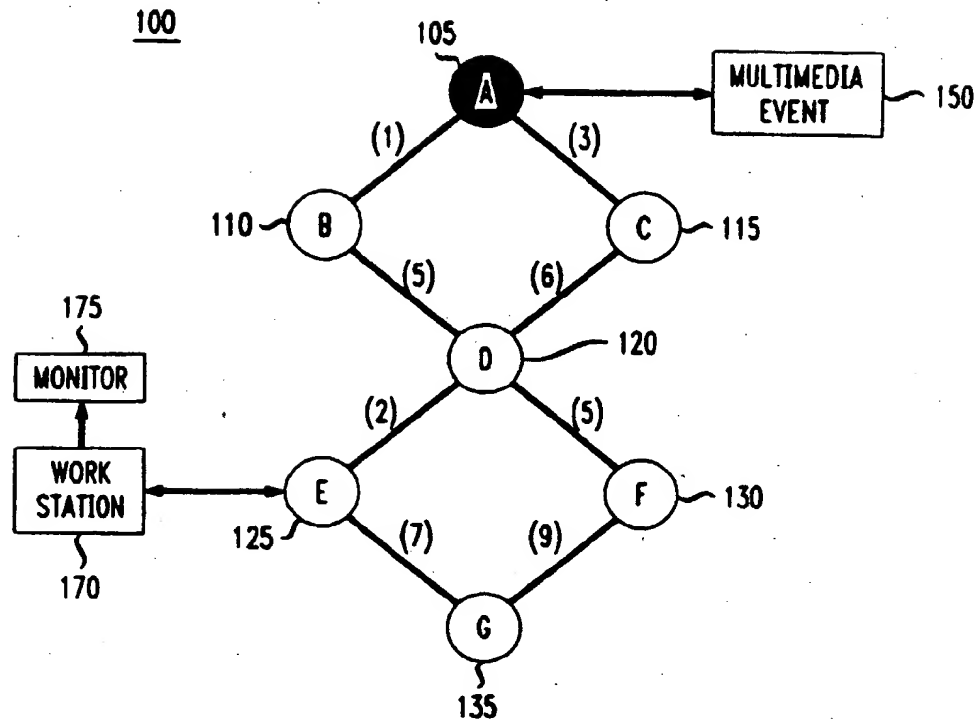 100
105
A
MULTIMEDIA
EVENT
150
(1)
(3)
110
B
C
115
(5)
(6)
175
D
120
MONITOR
(2)
(5)
WORK
STATION
E
F
130
125
170
(7)
(9)
G
135